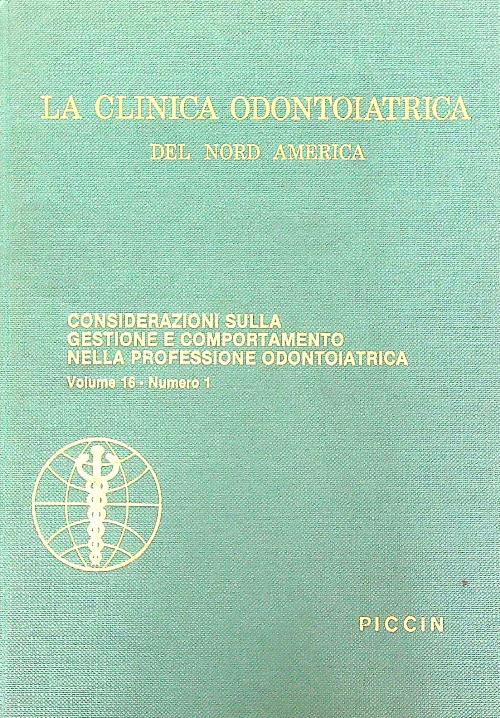 LA CLINICA ODONTOIATRICA
DEL NORD AMERICA
CONSIDERAZIONI SULLA
GESTIONE E COMPORTAMENTO
NELLA PROFESSIONE ODONTOIATRICA
Volume 16 - Numero 1
PICCIN